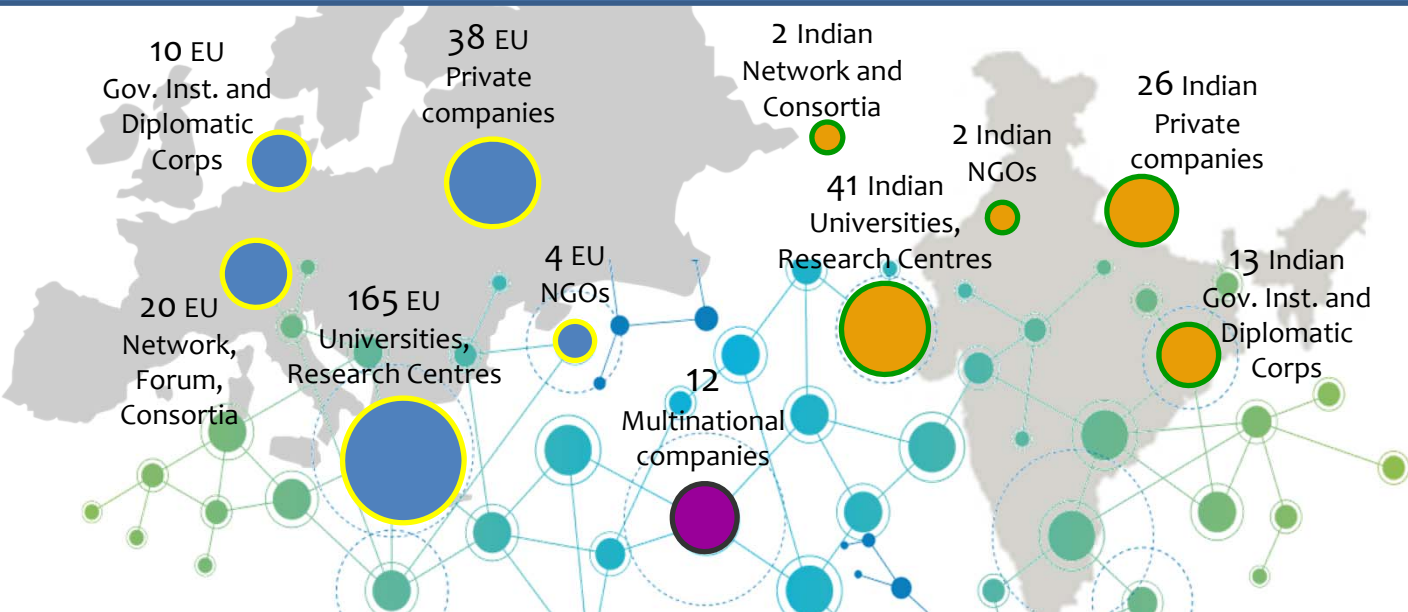 10 EU
Gov. Inst. and
Diplomatic
Corps
38 EU
Private
companies
2 Indian
Network and
Consortia
26 Indian
Private
companies
2 Indian
NGOs
41 Indian
Universities,
Research Centres
4 EU
NGOs
13 Indian
Gov. Inst. and
Diplomatic
Corps
20 EU
Network,
Forum,
Consortia
165 EU
Universities,
Research Centres
12
Multinational
companies